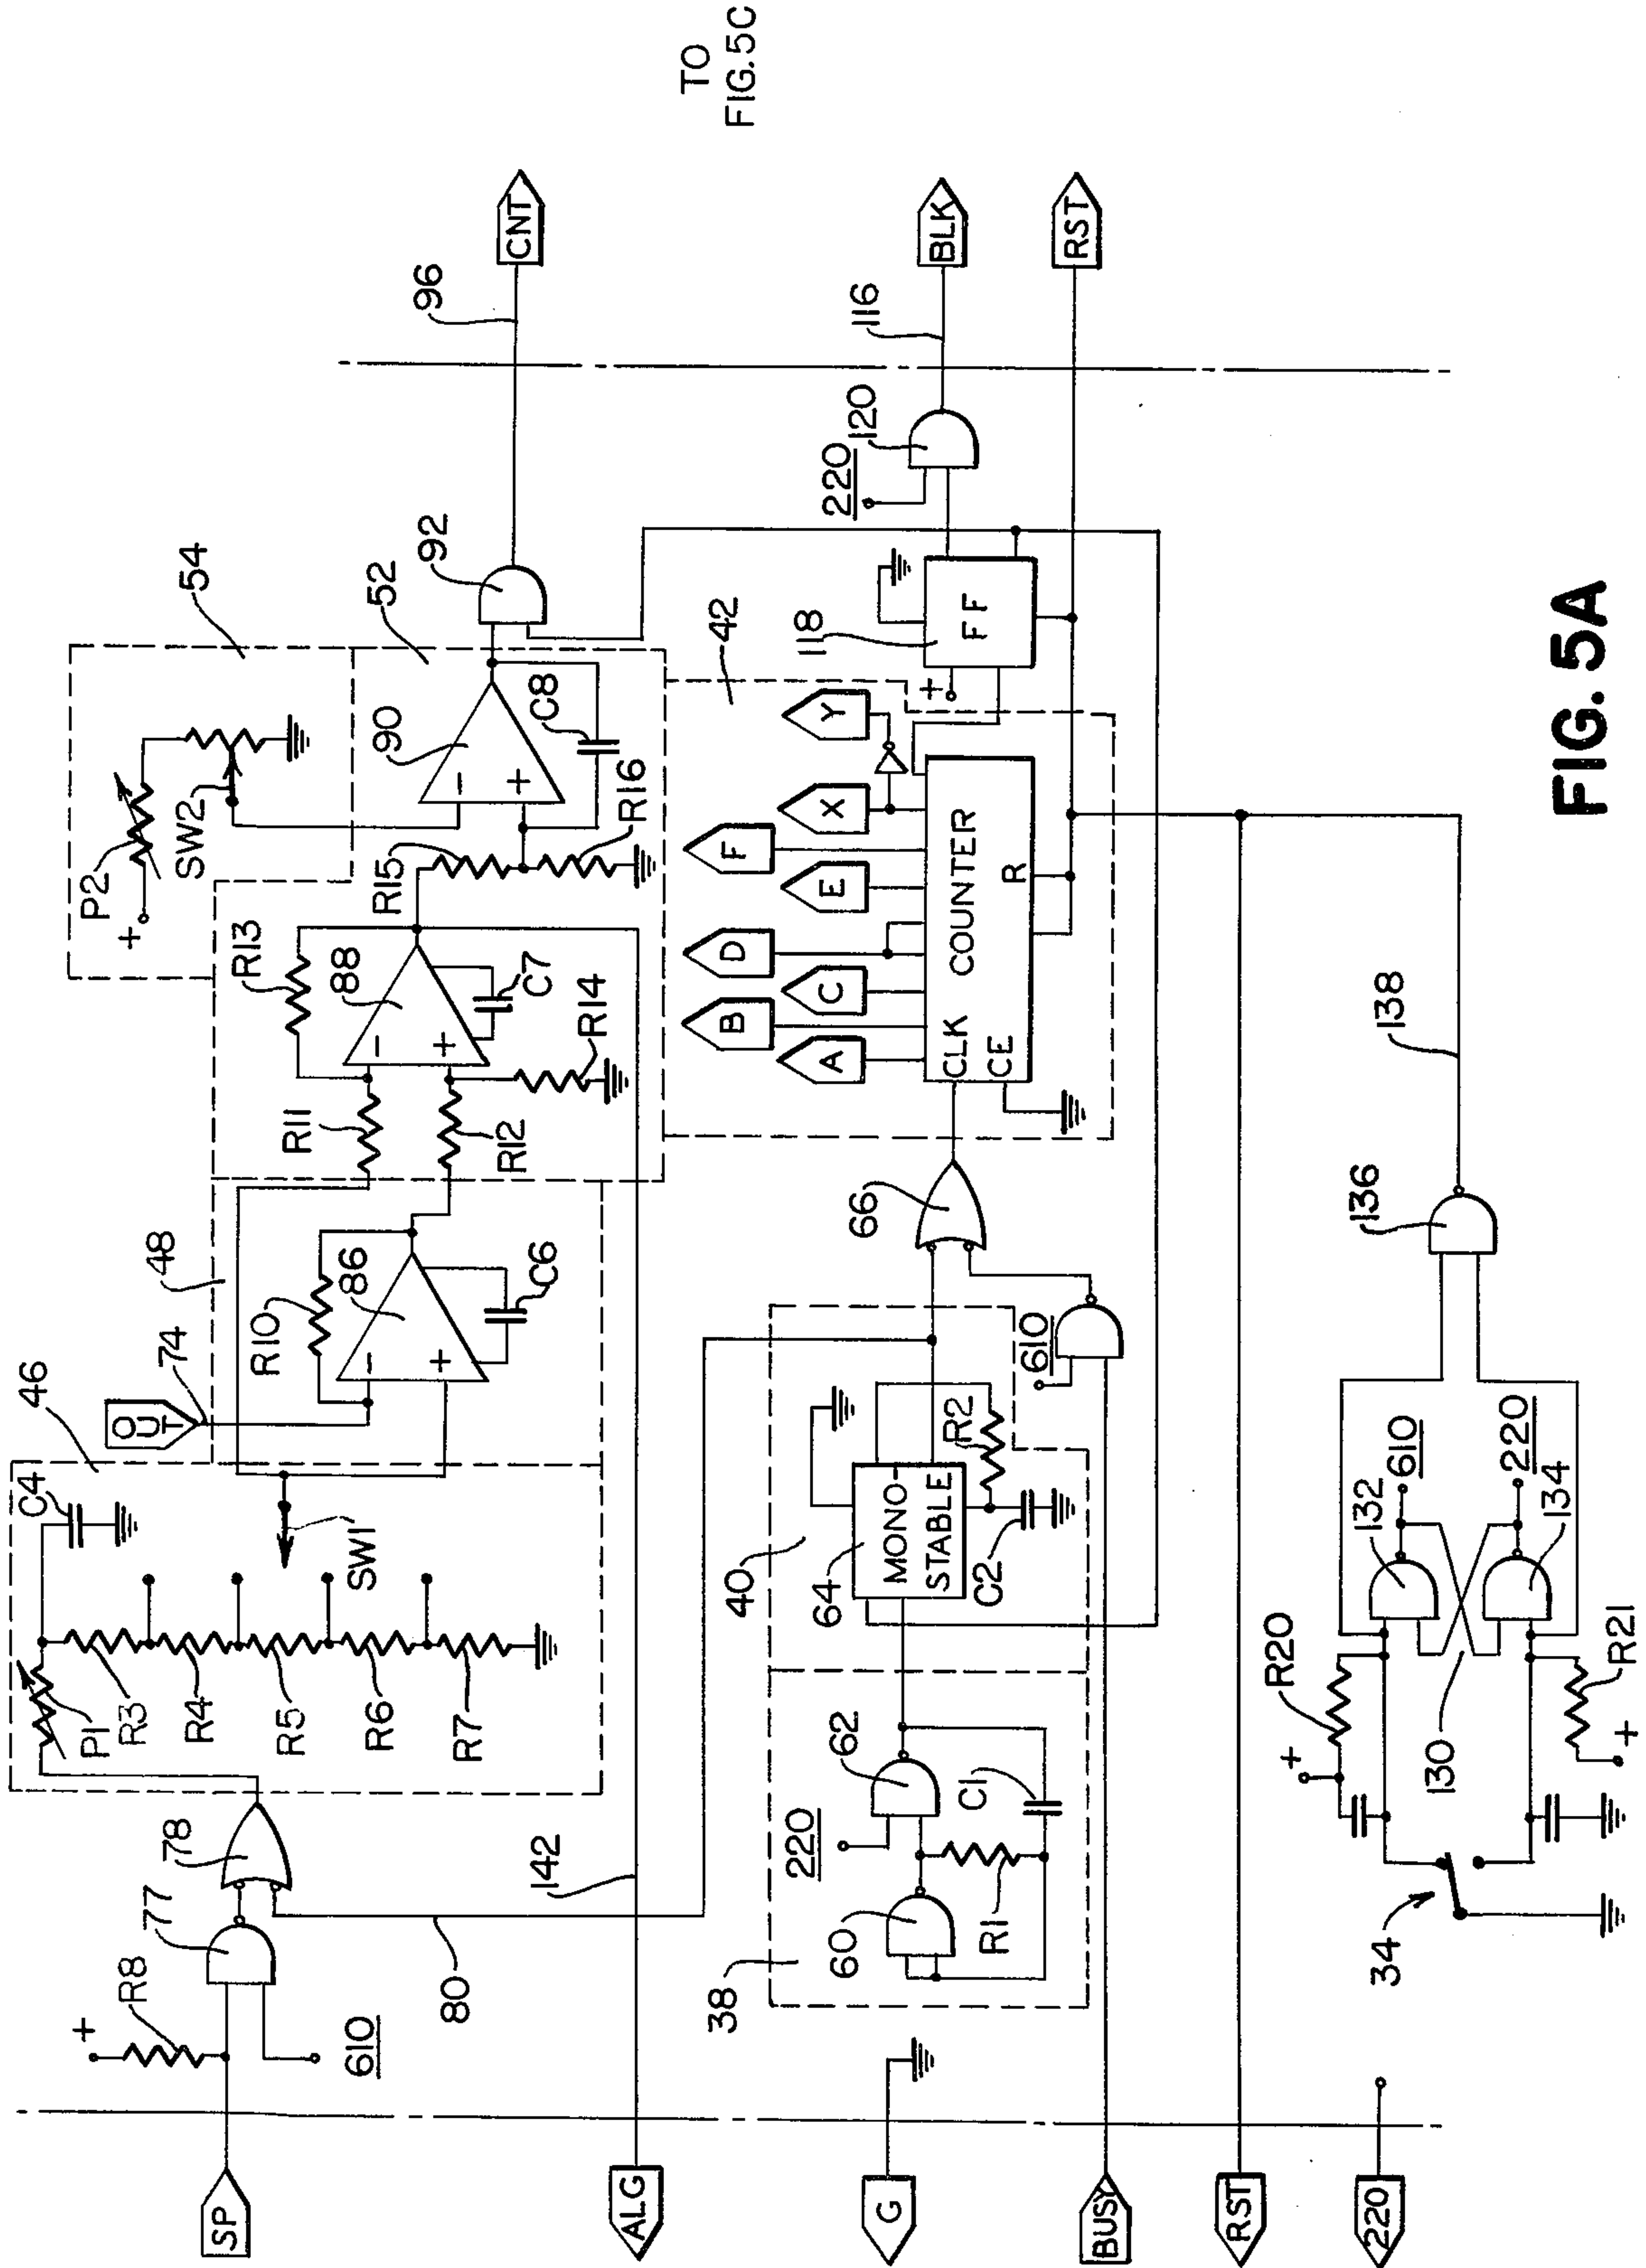 TO
FIG. 5C
SP
+
R8
610
77
78
80
P1
R3
R4
R5
R6
R7
C4
SW1
46
OUT
74
48
R10
86
-
+
C6
R11
R12
R13
88
-
+
C7
R14
P2
+
SW2
54
R15
R16
90
-
+
C8
52
92
96
CNT
ALG
142
G
38
60
R1
220
62
C1
40
64
MONO-
STABLE
C2
R2
610
66
A
B
C
D
E
F
X
Y
42
CLK
CE
COUNTER
R
118
+
FF
220
120
116
BLK
RST
BUSY
RST
220
34
+
R20
130
R21
+
132
134
610
220
136
138
FIG. 5A